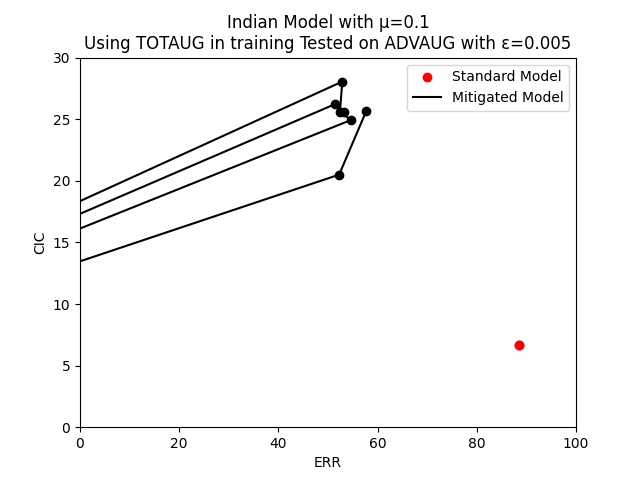 Indian Model with μ=0.1
Using TOTAUG in training Tested on ADVAUG with ε=0.005
Standard Model
Mitigated Model
30
25
20
15
10
5
0
CIC
0 20 40 60 80 100
ERR